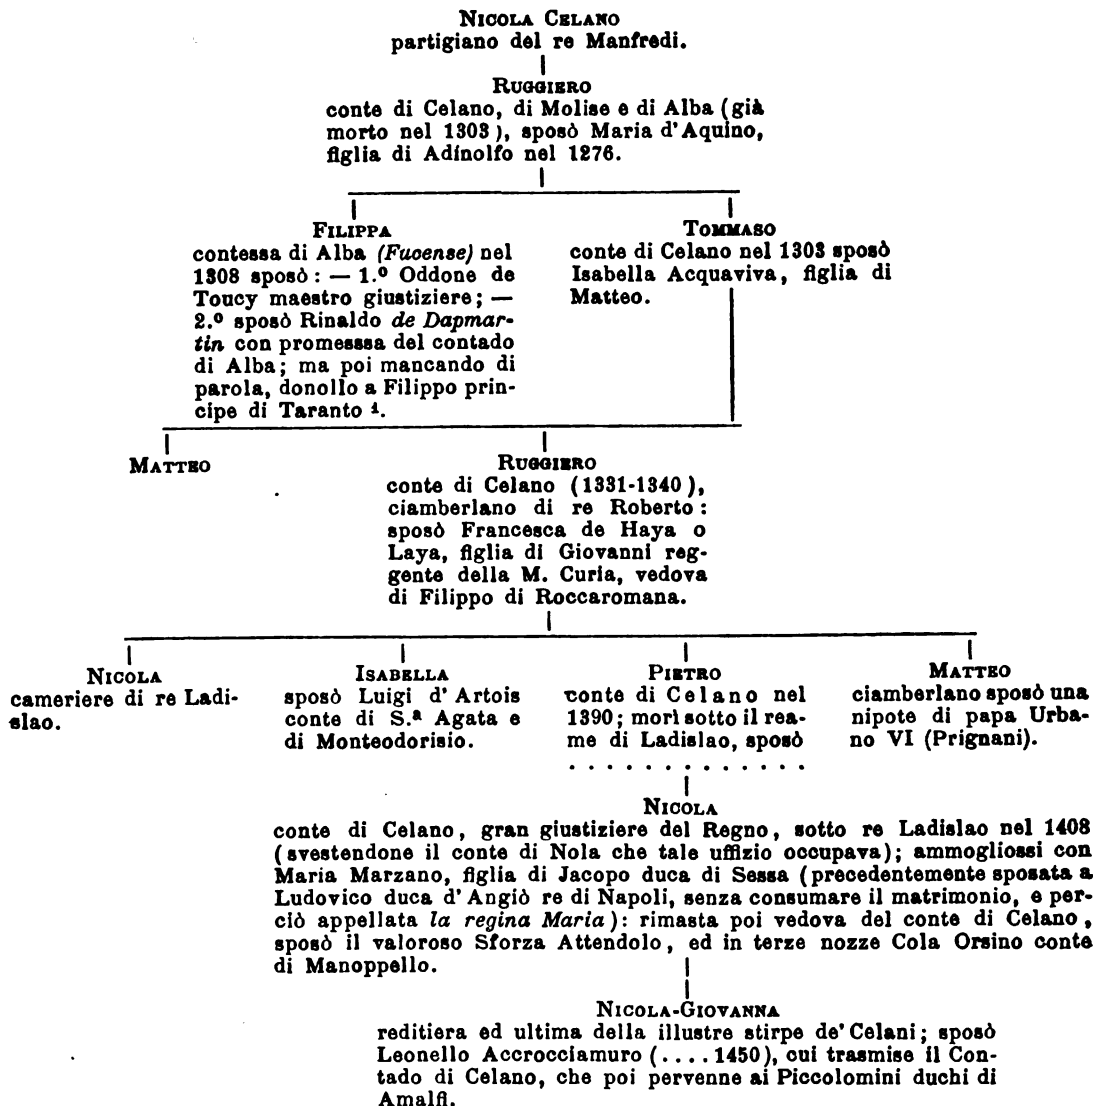 NICOLA CELANO
partigiano del re Manfredi.
RUGGIERO
conte di Celano, di Molise e di Alba (già
morto nel 1303), sposò Maria d'Aquino,
figlia di Adinolfo nel 1276.
FILIPPA
contessa di Alba (Fucense) nel
1308 sposò: — 1.º Oddone de
Toucy maestro giustiziere; —
2.º sposò Rinaldo de Dapmar-
tin con promesssa del contado
di Alba; ma poi mancando di
parola, donollo a Filippo prin-
cipe di Taranto ¹.
TOMMASO
conte di Celano nel 1303 sposò
Isabella Acquaviva, figlia di
Matteo.
MATTEO
RUGGIERO
conte di Celano (1331-1340),
ciamberlano di re Roberto:
sposò Francesca de Haya o
Laya, figlia di Giovanni reg-
gente della M. Curia, vedova
di Filippo di Roccaromana.
NICOLA
cameriere di re Ladi-
slao.
ISABELLA
sposò Luigi d'Artois
conte di S.ª Agata e
di Monteodorisio.
PIETRO
conte di Celano nel
1390; morì sotto il rea-
me di Ladislao, sposò
. . . . . . . . . . . . .
MATTEO
ciamberlano sposò una
nipote di papa Urba-
no VI (Prignani).
NICOLA
conte di Celano, gran giustiziere del Regno, sotto re Ladislao nel 1408
(svestendone il conte di Nola che tale uffizio occupava); ammogliossi con
Maria Marzano, figlia di Jacopo duca di Sessa (precedentemente sposata a
Ludovico duca d'Angiò re di Napoli, senza consumare il matrimonio, e per-
ciò appellata la regina Maria): rimasta poi vedova del conte di Celano,
sposò il valoroso Sforza Attendolo, ed in terze nozze Cola Orsino conte
di Manoppello.
NICOLA-GIOVANNA
reditiera ed ultima della illustre stirpe de' Celani; sposò
Leonello Accrocciamuro (....1450), cui trasmise il Con-
tado di Celano, che poi pervenne ai Piccolomini duchi di
Amalfi.